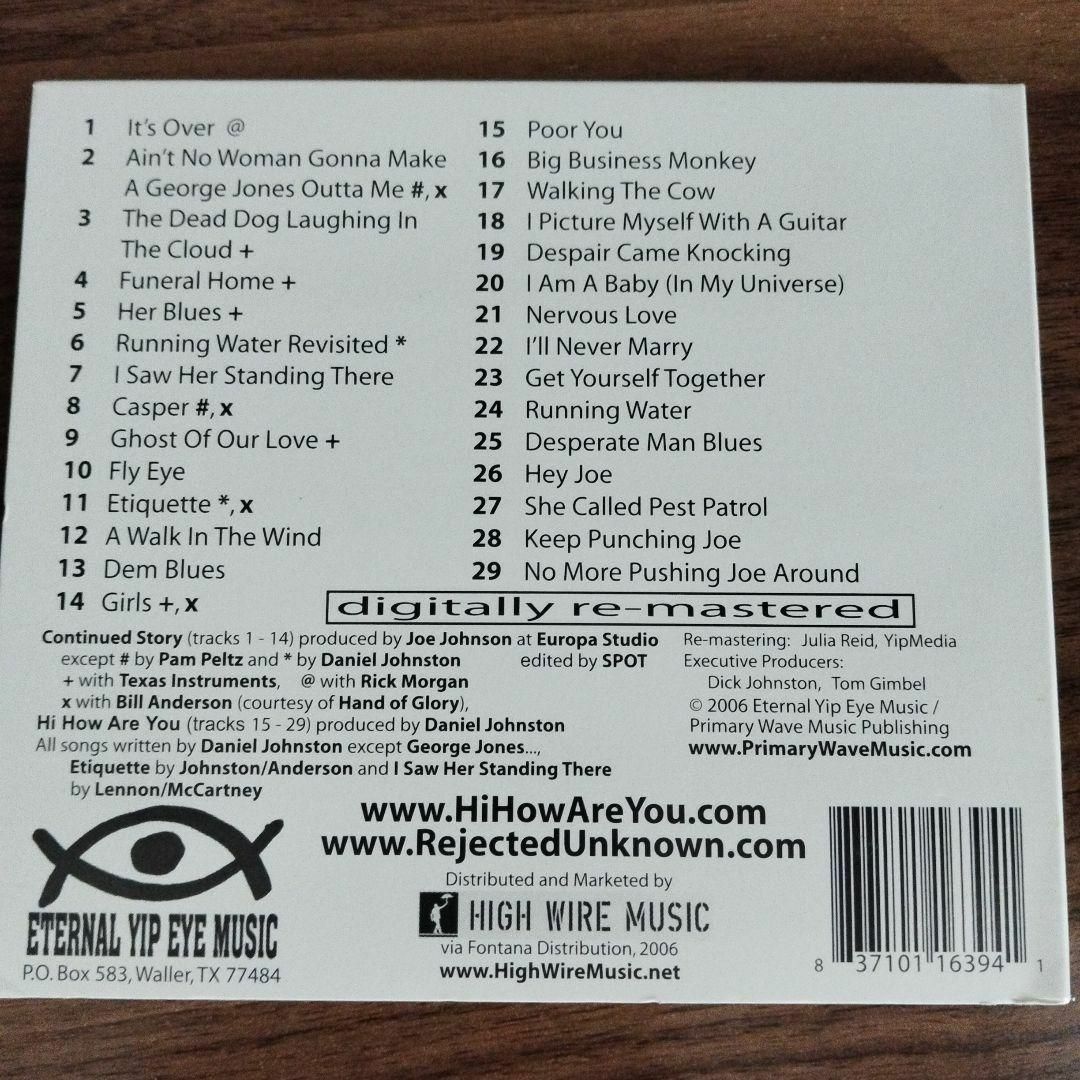 1 It's Over @
2 Ain't No Woman Gonna Make
A George Jones Outta Me #, x
3 The Dead Dog Laughing In
The Cloud +
4 Funeral Home +
5 Her Blues +
6 Running Water Revisited *
7 I Saw Her Standing There
8 Casper #, x
9 Ghost Of Our Love +
10 Fly Eye
11 Etiquette *, x
12 A Walk In The Wind
13 Dem Blues
14 Girls +, x
15 Poor You
16 Big Business Monkey
17 Walking The Cow
18 I Picture Myself With A Guitar
19 Despair Came Knocking
20 I Am A Baby (In My Universe)
21 Nervous Love
22 I'll Never Marry
23 Get Yourself Together
24 Running Water
25 Desperate Man Blues
26 Hey Joe
27 She Called Pest Patrol
28 Keep Punching Joe
29 No More Pushing Joe Around
digitally re-mastered
Continued Story (tracks 1 - 14) produced by Joe Johnson at Europa Studio
except # by Pam Peltz and * by Daniel Johnston edited by SPOT
+ with Texas Instruments, @ with Rick Morgan
x with Bill Anderson (courtesy of Hand of Glory),
Hi How Are You (tracks 15 - 29) produced by Daniel Johnston
All songs written by Daniel Johnston except George Jones...,
Etiquette by Johnston/Anderson and I Saw Her Standing There
by Lennon/McCartney
Re-mastering: Julia Reid, YipMedia
Executive Producers:
Dick Johnston, Tom Gimbel
© 2006 Eternal Yip Eye Music /
Primary Wave Music Publishing
www.PrimaryWaveMusic.com
www.HiHowAreYou.com
www.RejectedUnknown.com
ETERNAL YIP EYE MUSIC
P.O. Box 583, Waller, TX 77484
Distributed and Marketed by
HIGH WIRE MUSIC
via Fontana Distribution, 2006
www.HighWireMusic.net
8 37101 16394 1